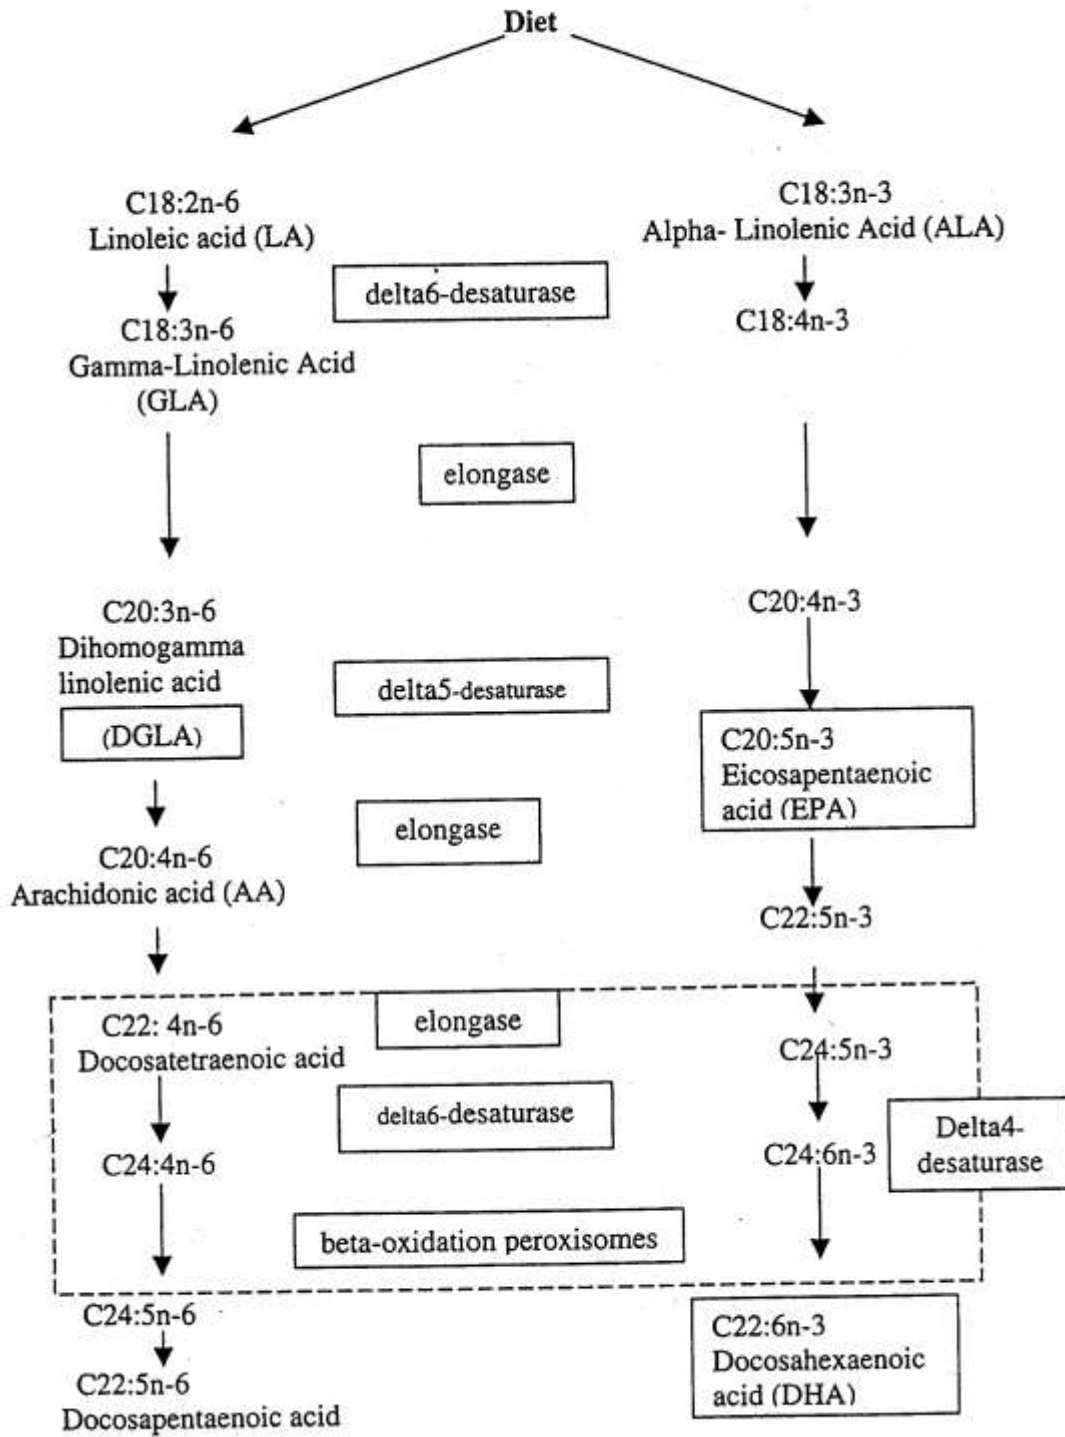 Diet
C18:2n-6
Linoleic acid (LA)
C18:3n-3
Alpha- Linolenic Acid (ALA)
delta6-desaturase
C18:3n-6
Gamma-Linolenic Acid
(GLA)
C18:4n-3
elongase
C20:3n-6
Dihomogamma
linolenic acid
(DGLA)
C20:4n-3
delta5-desaturase
C20:5n-3
Eicosapentaenoic
acid (EPA)
elongase
C20:4n-6
Arachidonic acid (AA)
C22:5n-3
C22: 4n-6
Docosatetraenoic acid
elongase
C24:5n-3
delta6-desaturase
Delta4-
desaturase
C24:4n-6
C24:6n-3
beta-oxidation peroxisomes
C24:5n-6
C22:5n-6
Docosapentaenoic acid
C22:6n-3
Docosahexaenoic
acid (DHA)